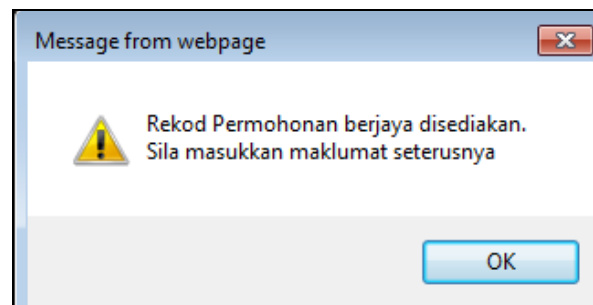 Message from webpage
Rekod Permohonan berjaya disediakan.
Sila masukkan maklumat seterusnya
OK